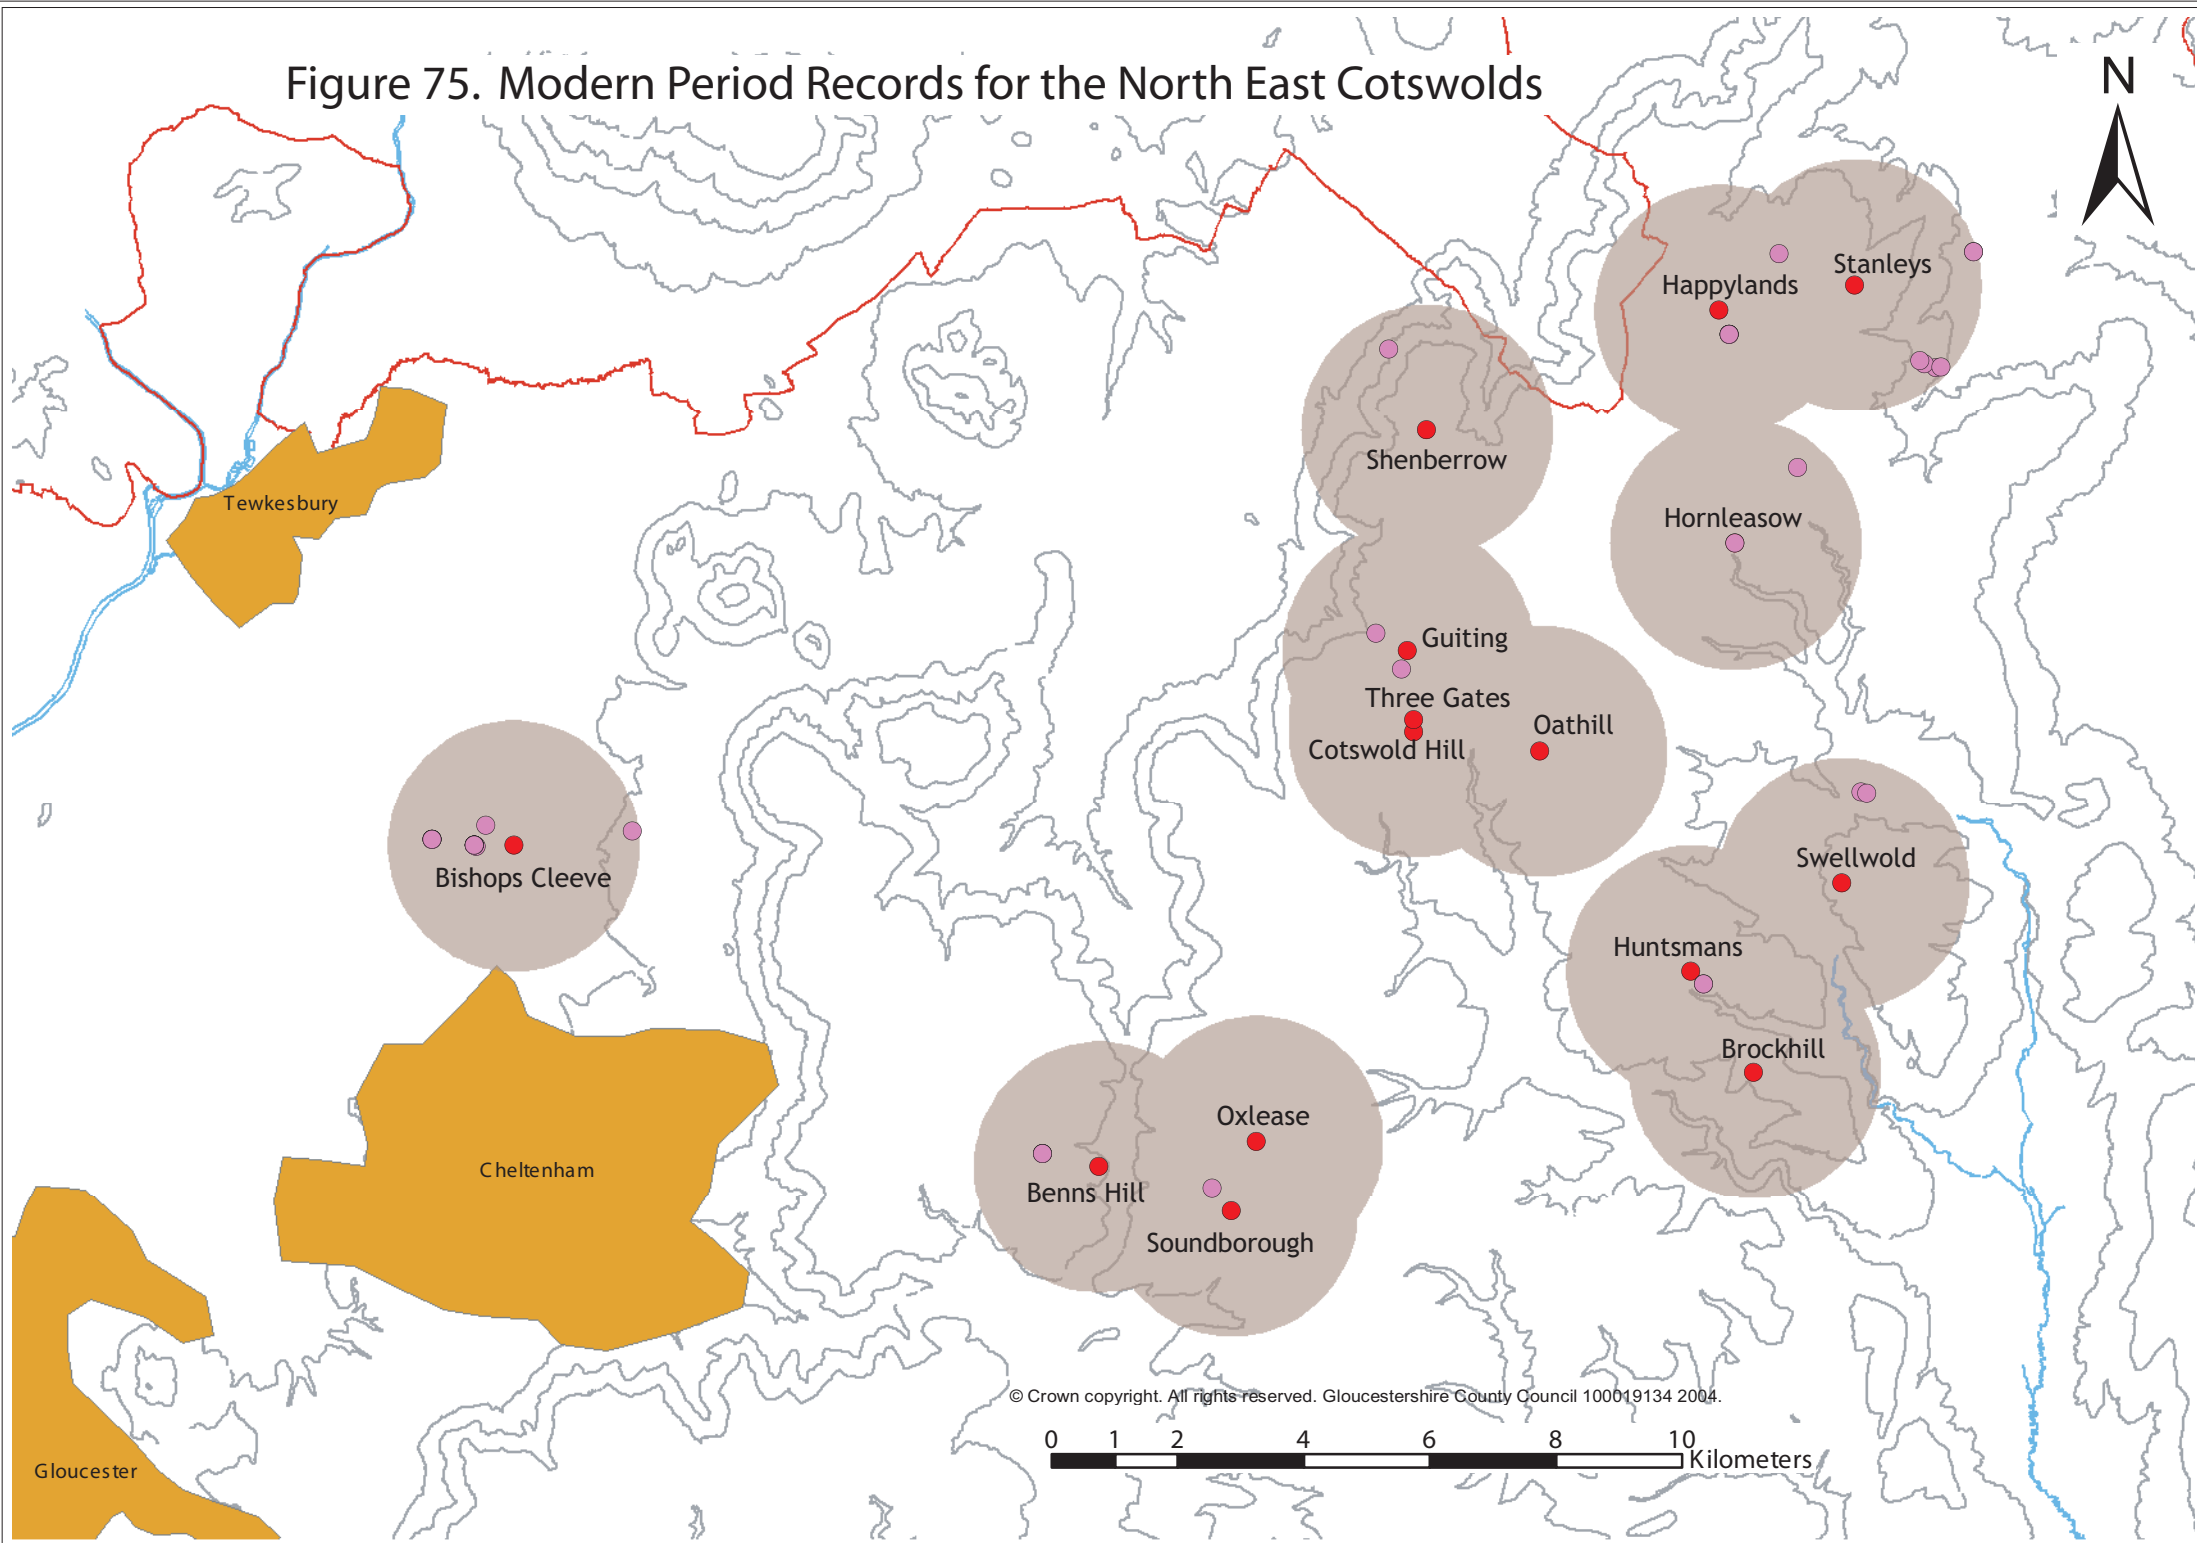 Figure 75. Modern Period Records for the North East Cotswolds
N
Stanleys
Happylands
Shenberrow
Tewkesbury
Hornleasow
Guiting
Three Gates
Oathill
Cotswold Hill
Swellwold
Bishops Cleeve
Huntsmans
Brockhill
Oxlease
Cheltenham
Benns Hill
Soundborough
© Crown copyright. All rights reserved. Gloucestershire County Council 100019134 2004.
0 1 2 4 6 8 10
Kilometers
Gloucester